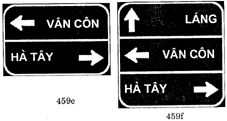 VÂN CÔN
HÀ TÂY
459e
LÁNG
VÂN CÔN
HÀ TÂY
459f